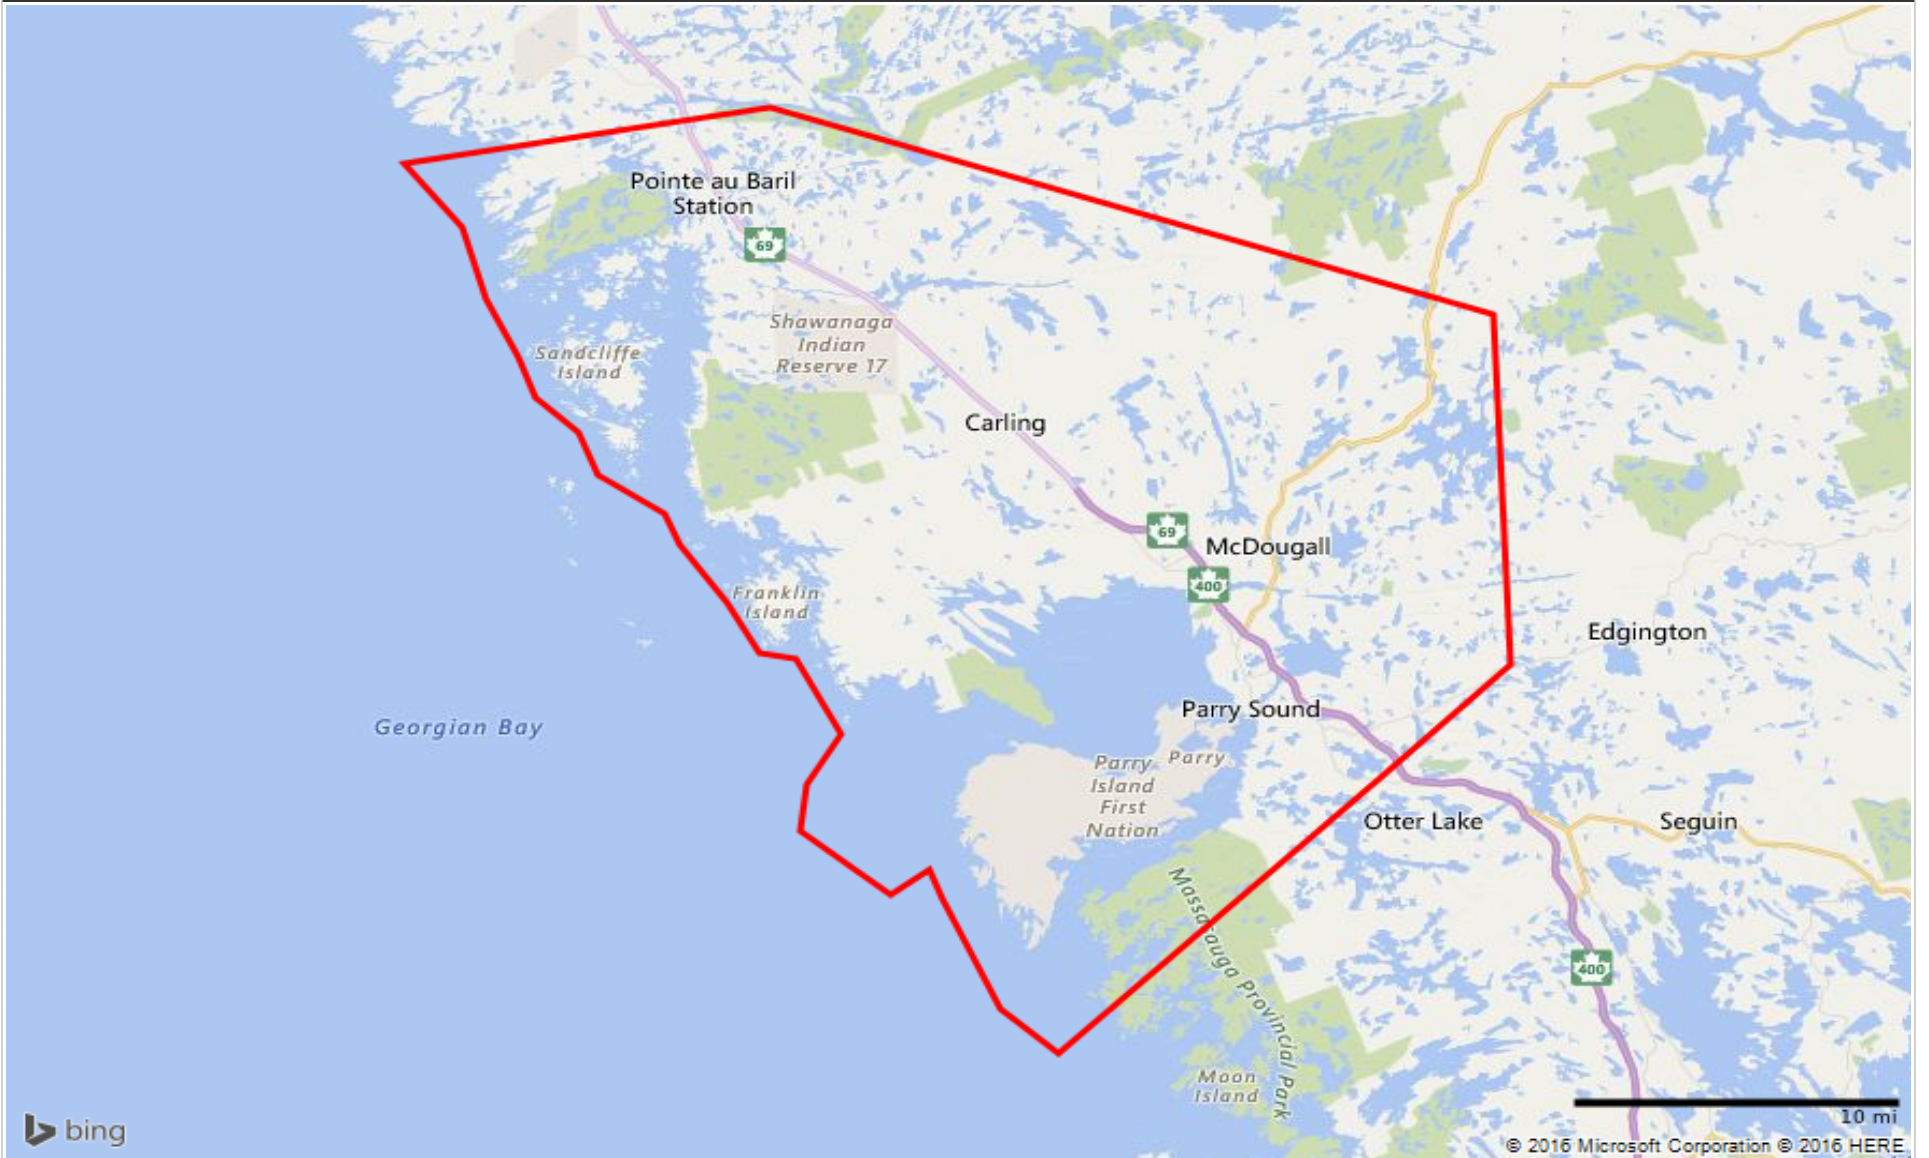 Pointe au Baril
Station
69
Shawanaga
Indian
Reserve 17
Sandcliffe
Island
Carling
69
McDougall
400
Franklin
Island
Edgington
Parry Sound
Georgian Bay
Parry
Parry
Island
First
Nation
Otter Lake
Seguin
Massasauga Provincial Park
400
Moon
Island
10 mi
bing
© 2016 Microsoft Corporation © 2016 HERE